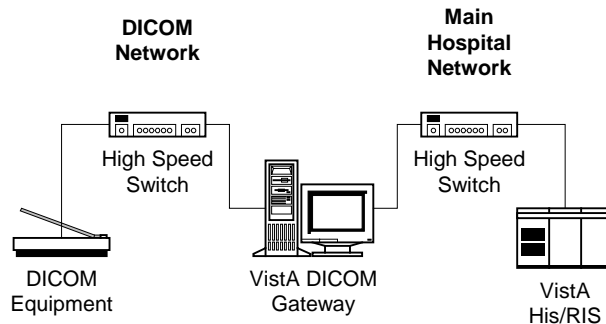 DICOM
Network
Main
Hospital
Network
High Speed
Switch
High Speed
Switch
DICOM
Equipment
VistA DICOM
Gateway
VistA
His/RIS